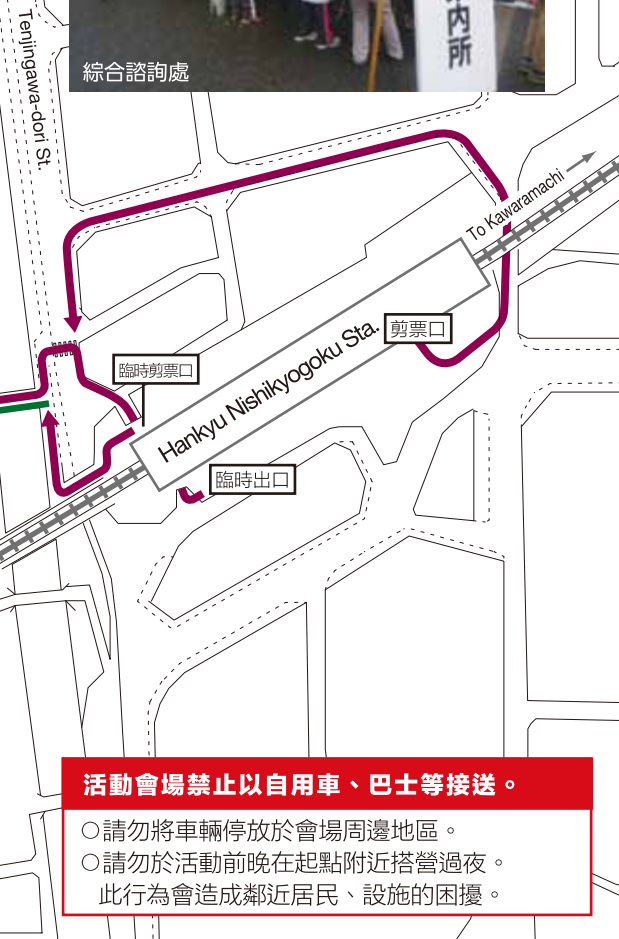 内所
綜合諮詢處
Tenjingawa-dori St.
To Kawaramachi
剪票口
Hankyu Nishikyogoku Sta.
臨時剪票口
臨時出口
活動會場禁止以自用車、巴士等接送。
○請勿將車輛停放於會場周邊地區。
○請勿於活動前晚在起點附近搭營過夜。
此行為會造成鄰近居民、設施的困擾。